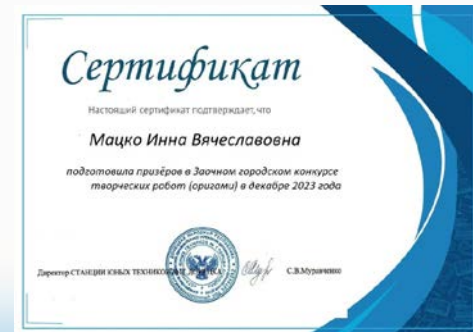 Сертификат
Настоящий сертификат подтверждает, что
Мацко Инна Вячеславовна
подготовила призёров в Заочном городском конкурсе
творческих работ (оригами) в декабре 2023 года
Директор СТАНЦИИ ЮНЫХ ТЕХНИКОВ
С.В.Муравченко